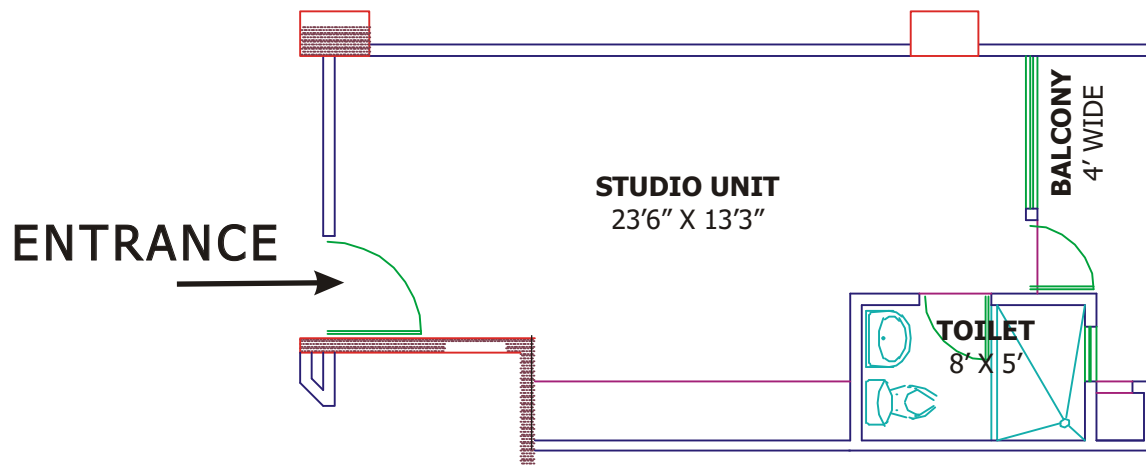 ENTRANCE
STUDIO UNIT
23’6” X 13’3”
BALCONY
4’ WIDE
TOILET
8’ X 5’